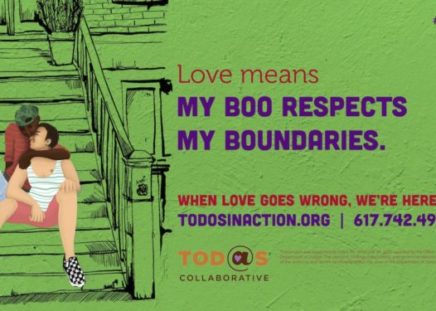 Love means
MY BOO RESPECTS
MY BOUNDARIES.
WHEN LOVE GOES WRONG, WE'RE HERE
TODOSINACTION.ORG | 617.742.49
TOD@S
COLLABORATIVE